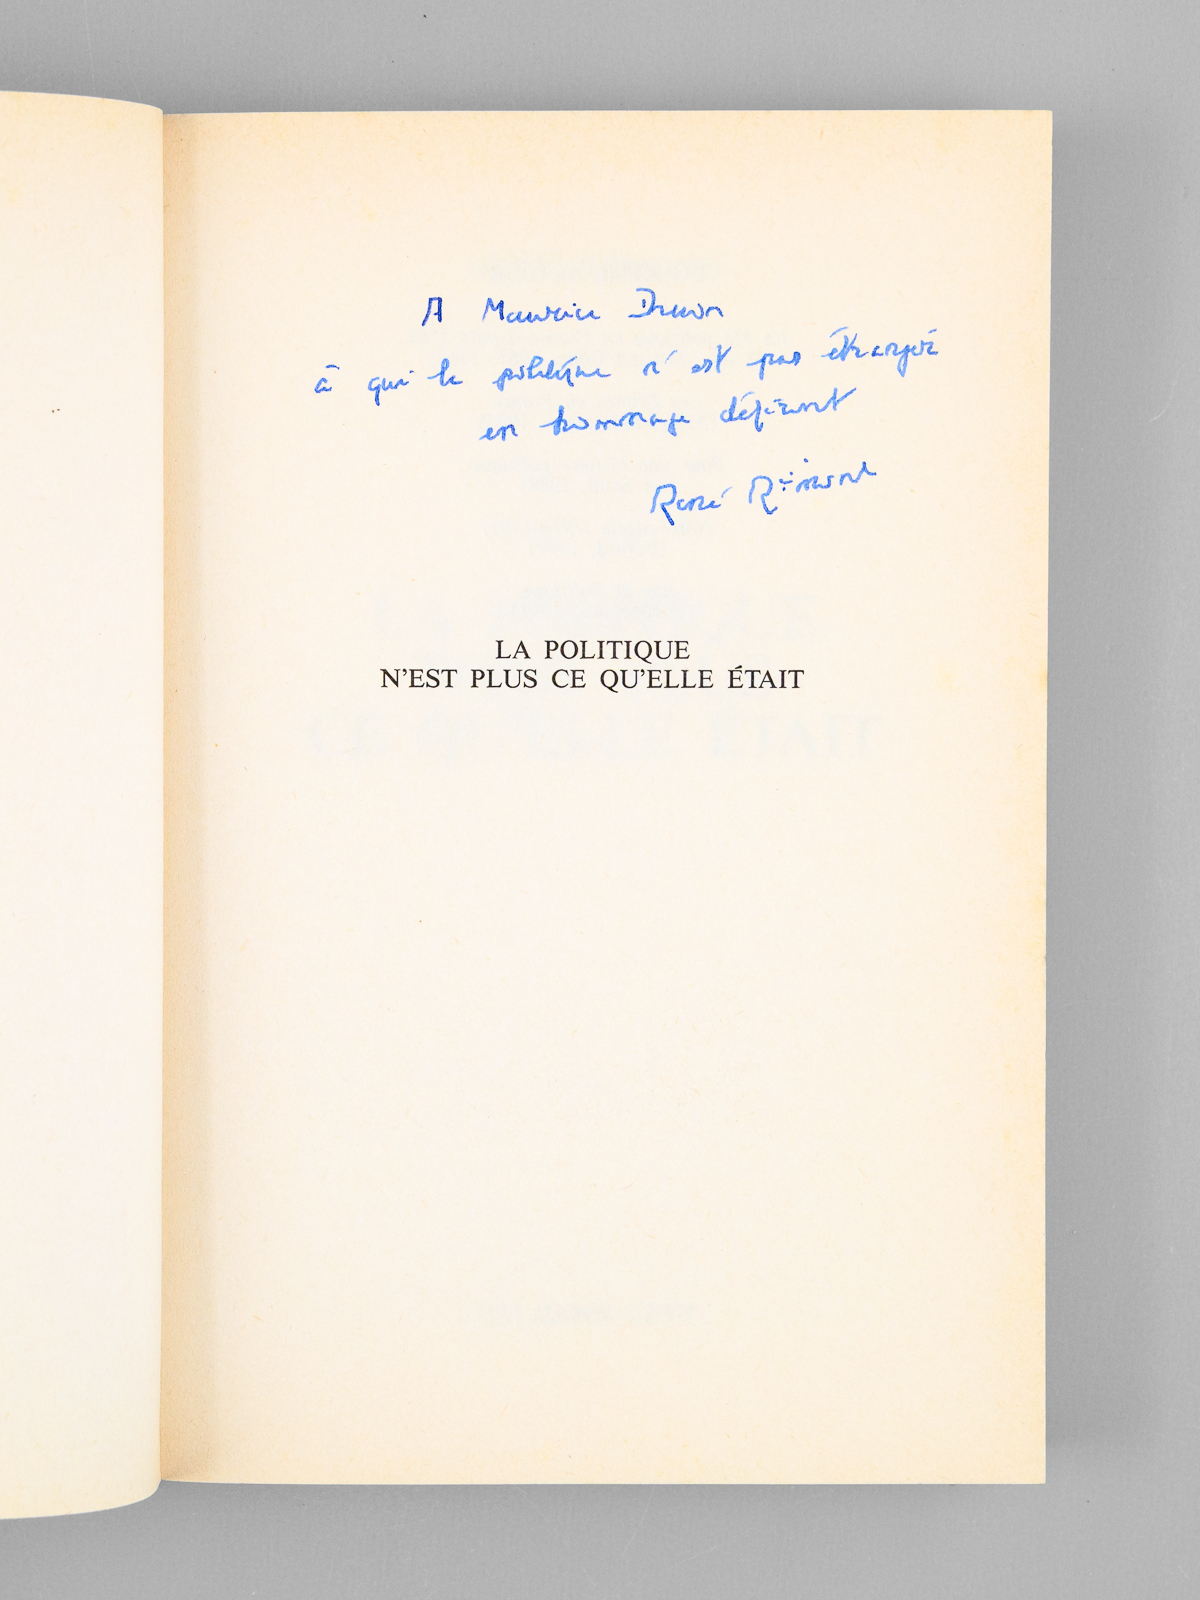 A Maurice Druon
à qui la politique n'est pas étrangère
en hommage déférent
René Rémond
LA POLITIQUE
N'EST PLUS CE QU'ELLE ÉTAIT